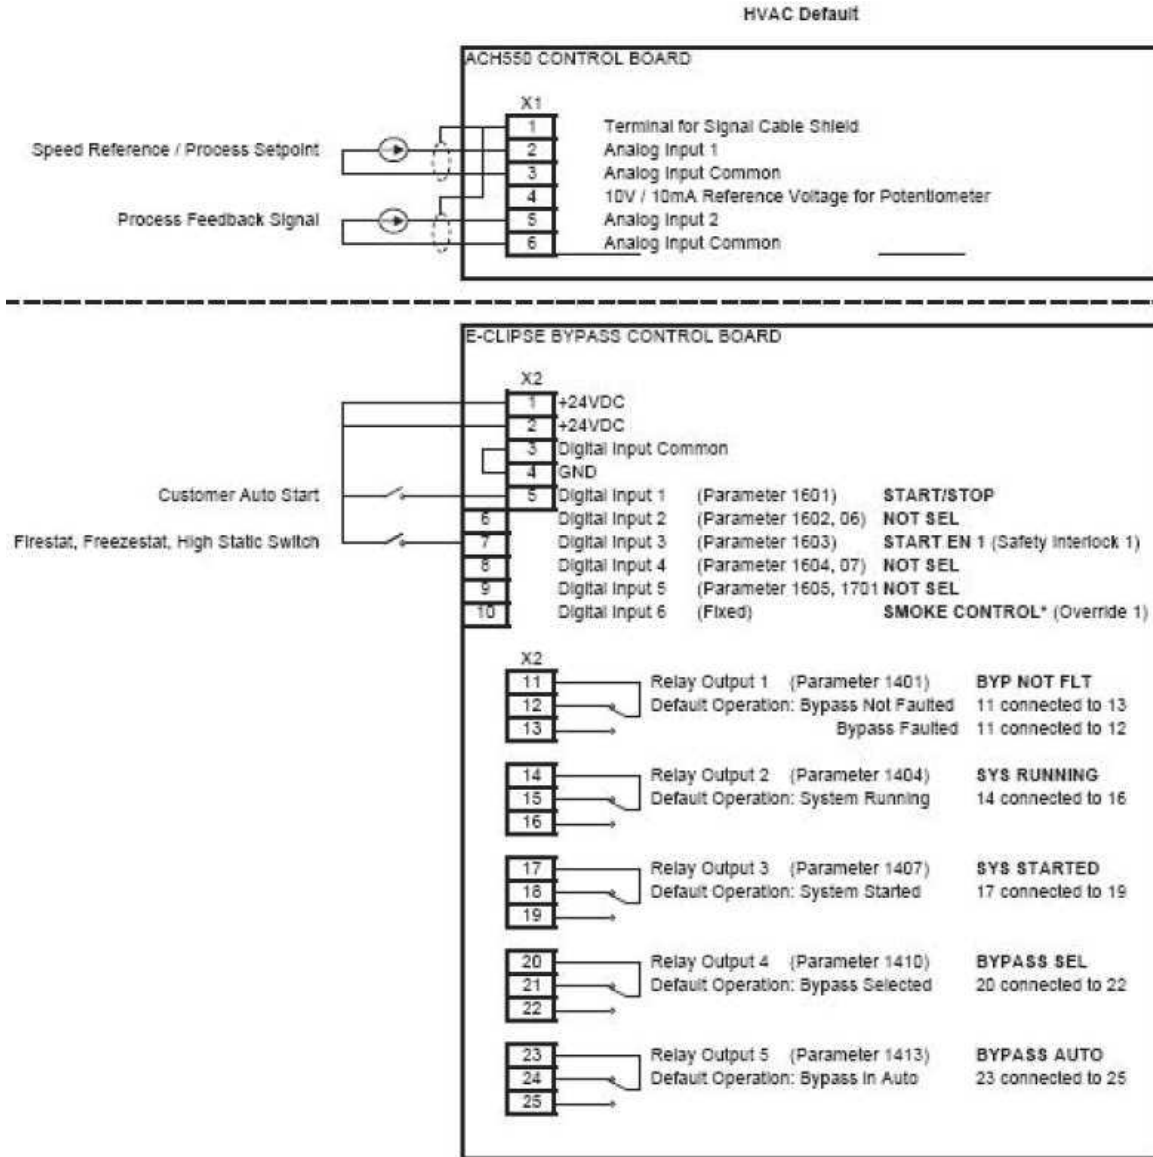 HVAC Default
ACH550 CONTROL BOARD
X1
1 Terminal for Signal Cable Shield
Speed Reference / Process Setpoint 2 Analog Input 1
3 Analog Input Common
4 10V / 10mA Reference Voltage for Potentiometer
Process Feedback Signal 5 Analog Input 2
6 Analog Input Common
E-CLIPSE BYPASS CONTROL BOARD
X2
1 +24VDC
2 +24VDC
3 Digital Input Common
4 GND
Customer Auto Start 5 Digital Input 1 (Parameter 1601) START/STOP
6 Digital Input 2 (Parameter 1602, 06) NOT SEL
Firestat, Freezestat, High Static Switch 7 Digital Input 3 (Parameter 1603) START EN 1 (Safety Interlock 1)
8 Digital Input 4 (Parameter 1604, 07) NOT SEL
9 Digital Input 5 (Parameter 1605, 1701 NOT SEL
10 Digital Input 6 (Fixed) SMOKE CONTROL* (Override 1)
X2
11 Relay Output 1 (Parameter 1401) BYP NOT FLT
12 Default Operation: Bypass Not Faulted 11 connected to 13
13 Bypass Faulted 11 connected to 12
14 Relay Output 2 (Parameter 1404) SYS RUNNING
15 Default Operation: System Running 14 connected to 16
16
17 Relay Output 3 (Parameter 1407) SYS STARTED
18 Default Operation: System Started 17 connected to 19
19
20 Relay Output 4 (Parameter 1410) BYPASS SEL
21 Default Operation: Bypass Selected 20 connected to 22
22
23 Relay Output 5 (Parameter 1413) BYPASS AUTO
24 Default Operation: Bypass In Auto 23 connected to 25
25